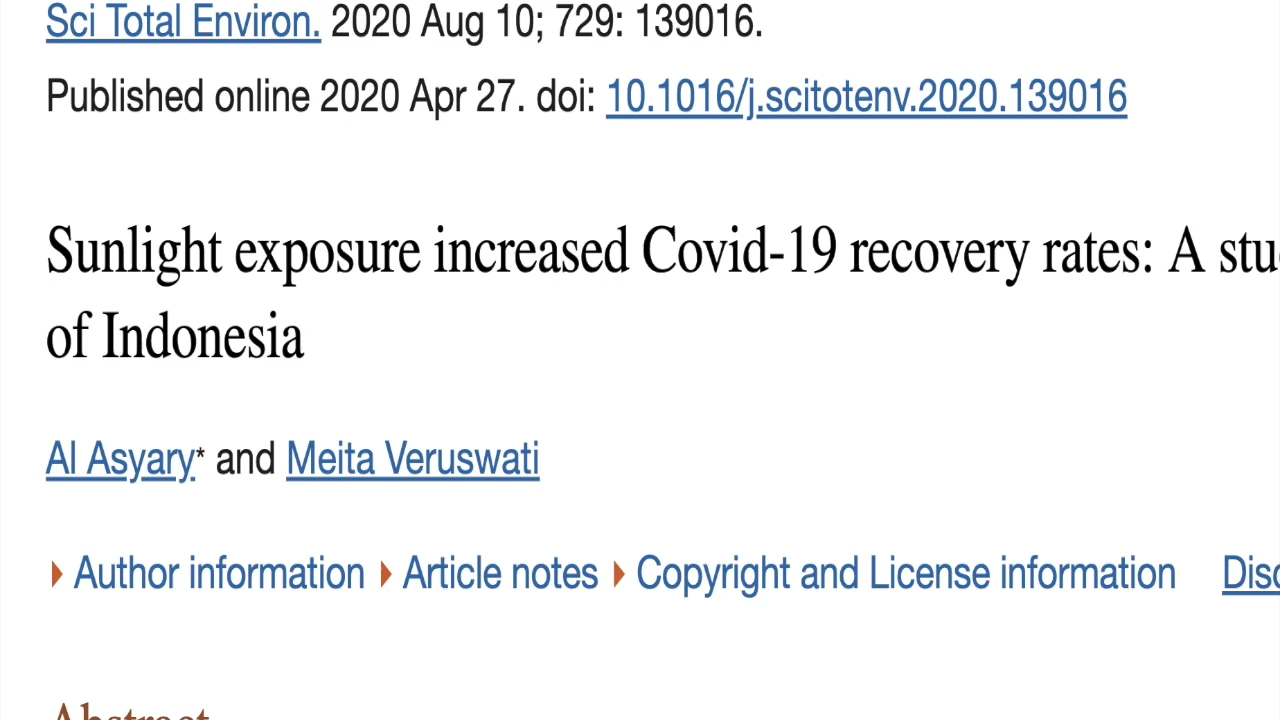 Sci Total Environ. 2020 Aug 10; 729: 139016.
Published online 2020 Apr 27. doi: 10.1016/j.scitotenv.2020.139016
Sunlight exposure increased Covid-19 recovery rates: A
of Indonesia
Al Asyary* and Meita Veruswati
Author information Article notes Copyright and License information
Abstract